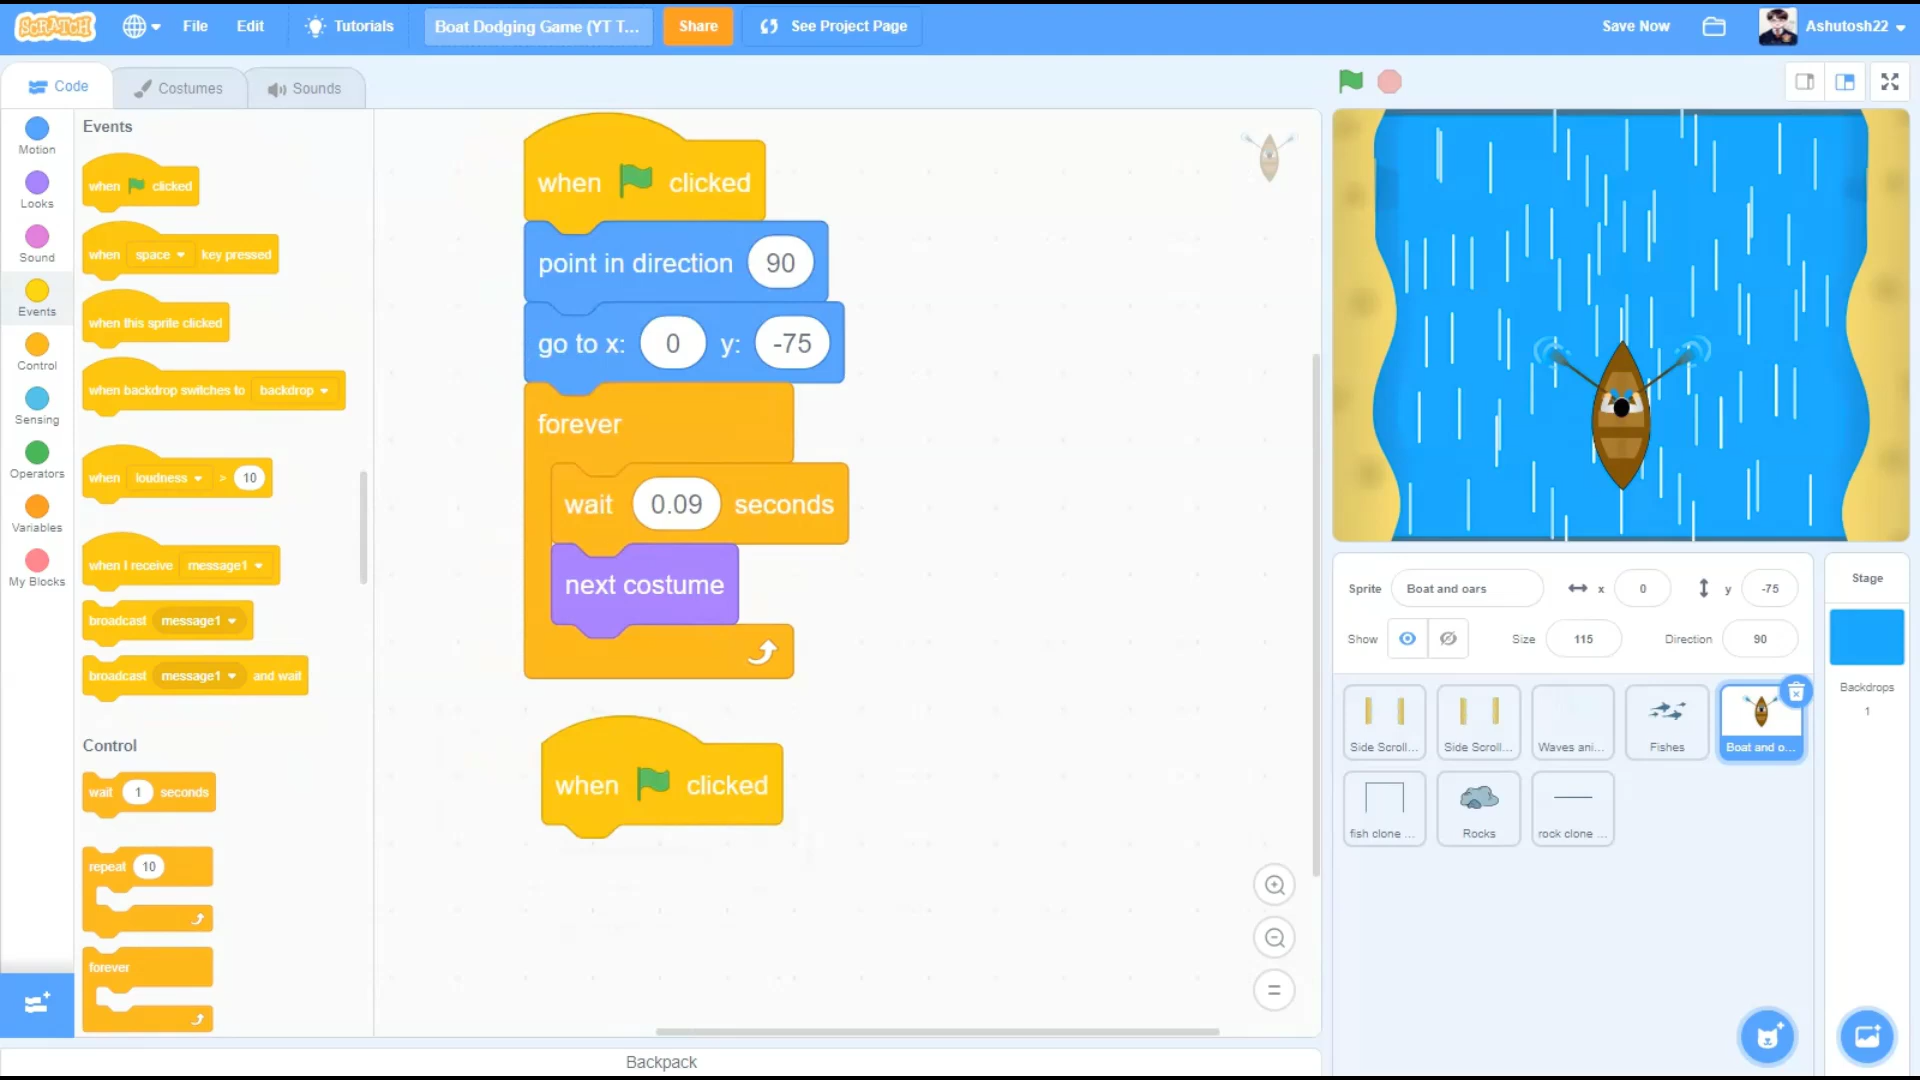 SCRATCH
File
Edit
Tutorials
Boat Dodging Game (YT T...
Share
See Project Page
Save Now
Ashutosh22
Code
Costumes
Sounds
Motion
Looks
Sound
Events
Control
Sensing
Operators
Variables
My Blocks
Events
when clicked
when space key pressed
when this sprite clicked
when backdrop switches to backdrop
when loudness > 10
when I receive message1
broadcast message1
broadcast message1 and wait
Control
wait 1 seconds
repeat 10
forever
when clicked
point in direction 90
go to x: 0 y: -75
forever
wait 0.09 seconds
next costume
when clicked
Sprite Boat and oars x 0 y -75
Show Size 115 Direction 90
Side Scroll...
Side Scroll...
Waves ani...
Fishes
Boat and o...
fish clone ...
Rocks
rock clone ...
Stage
Backdrops
1
Backpack